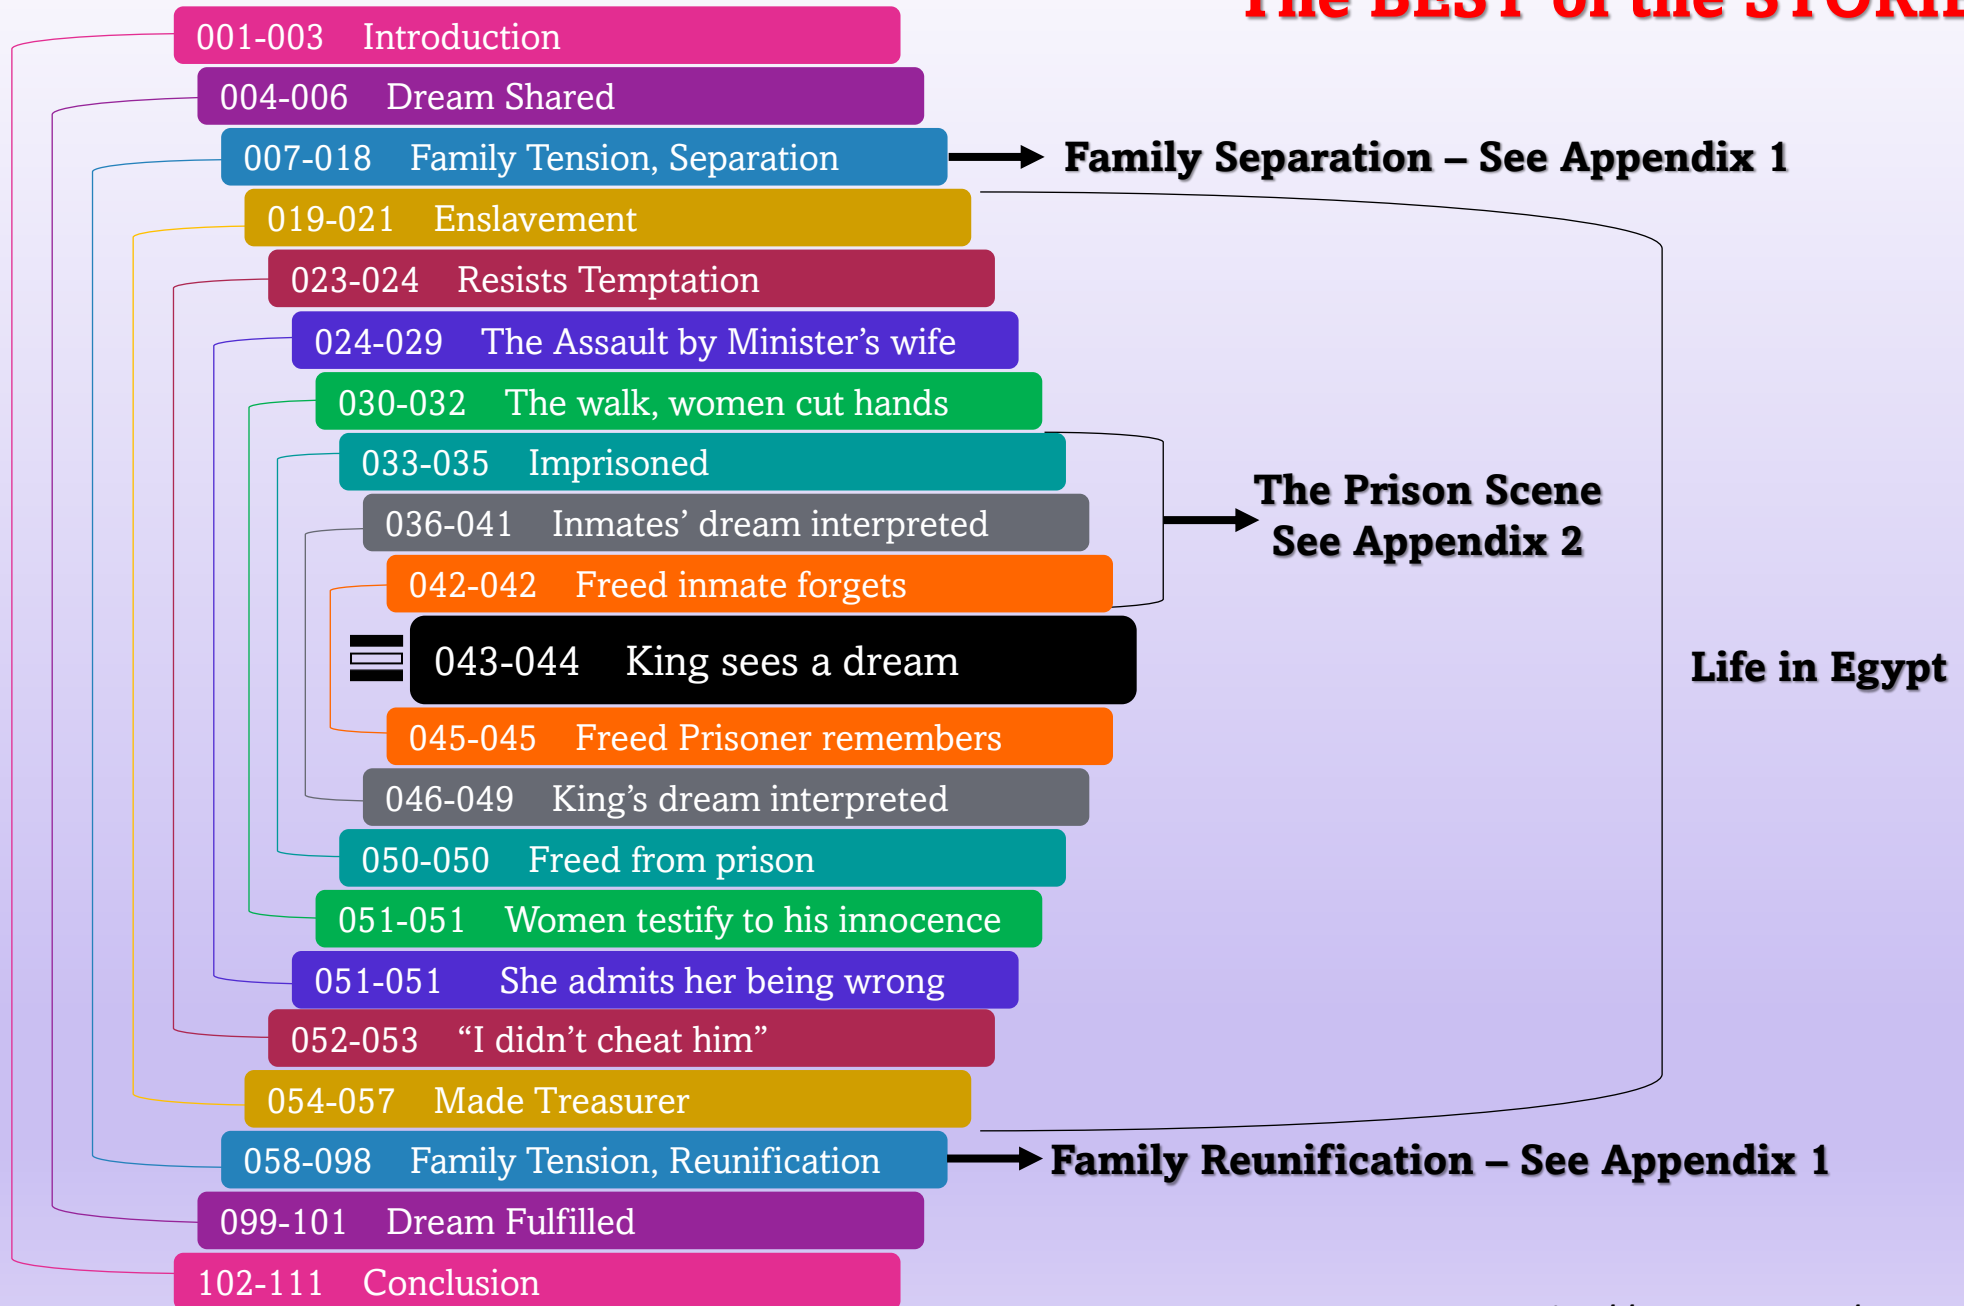 The BEST of the STORIE
001-003 Introduction
004-006 Dream Shared
007-018 Family Tension, Separation
Family Separation – See Appendix 1
019-021 Enslavement
023-024 Resists Temptation
024-029 The Assault by Minister’s wife
030-032 The walk, women cut hands
033-035 Imprisoned
The Prison Scene
See Appendix 2
036-041 Inmates’ dream interpreted
042-042 Freed inmate forgets
043-044 King sees a dream
Life in Egypt
045-045 Freed Prisoner remembers
046-049 King’s dream interpreted
050-050 Freed from prison
051-051 Women testify to his innocence
051-051 She admits her being wrong
052-053 “I didn’t cheat him”
054-057 Made Treasurer
058-098 Family Tension, Reunification
Family Reunification – See Appendix 1
099-101 Dream Fulfilled
102-111 Conclusion